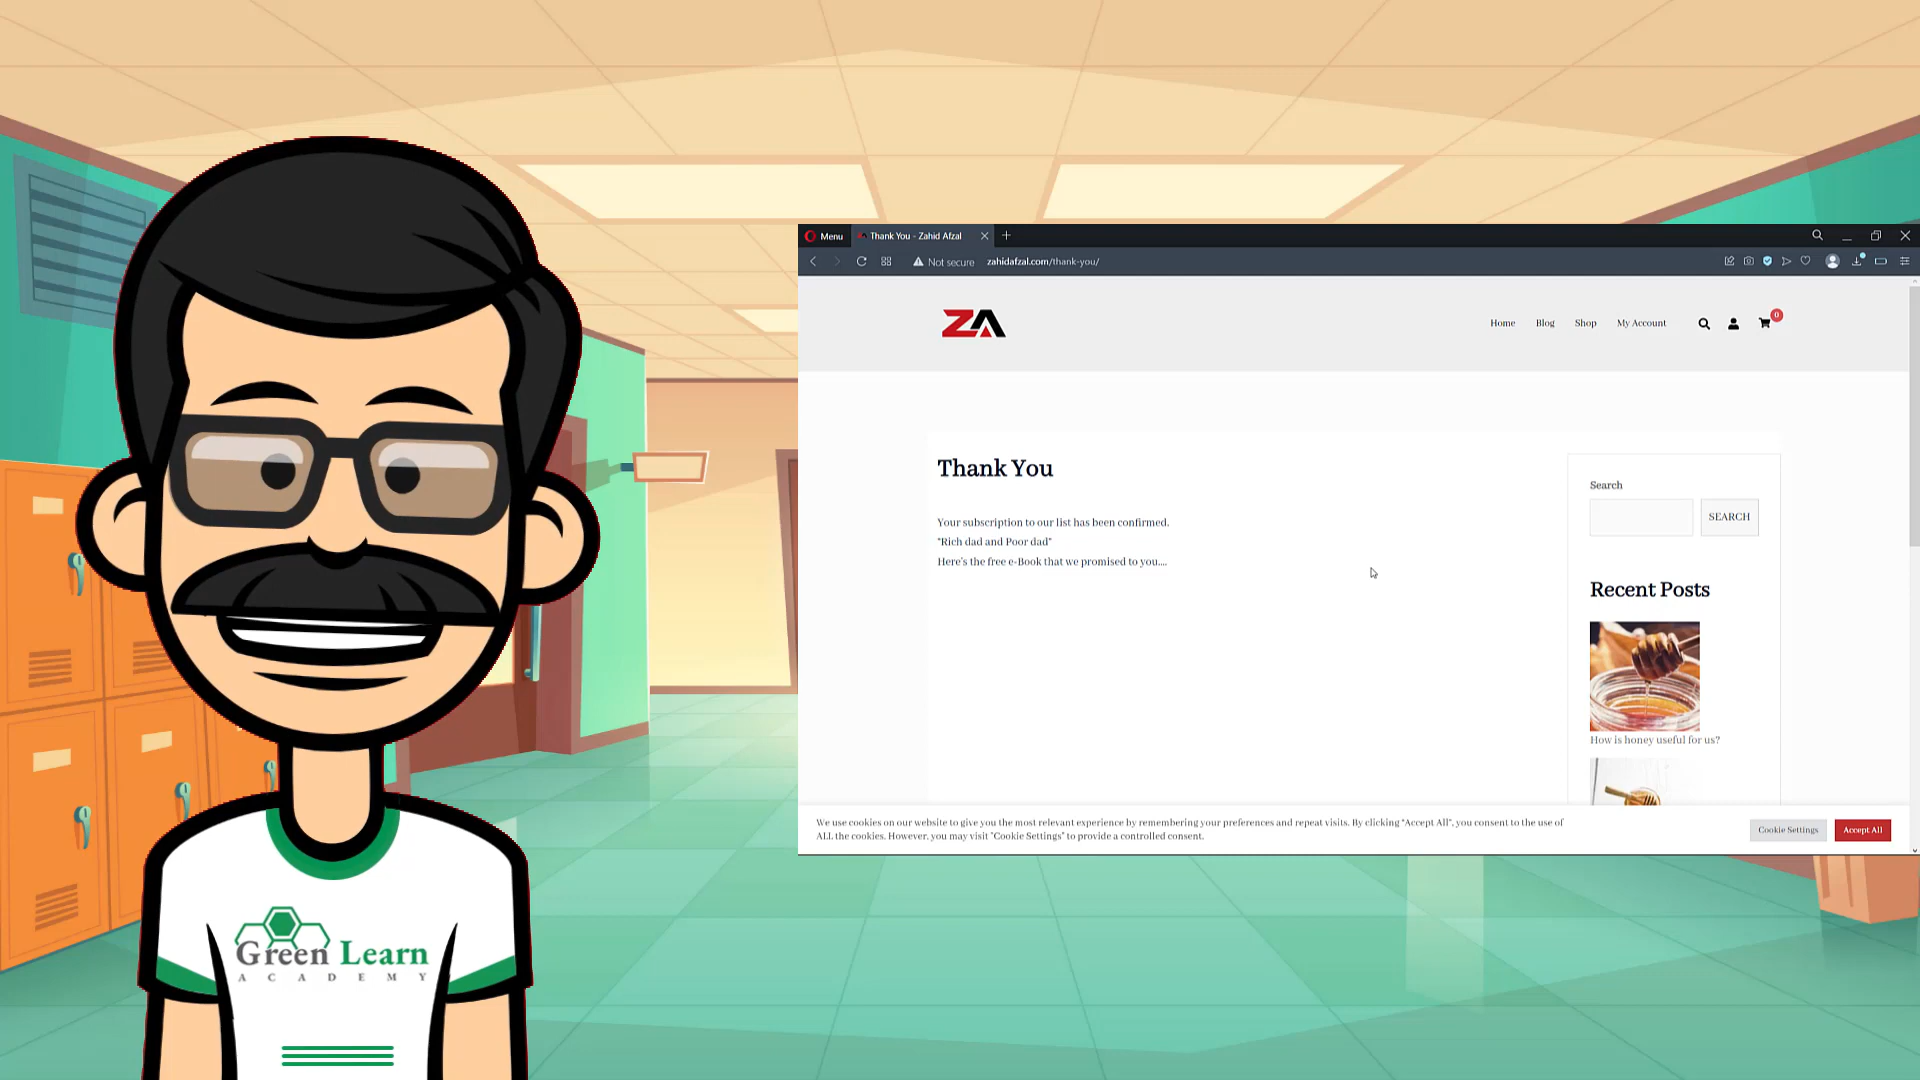 Menu
Thank You - Zahid Afzal
Not secure
zahidafzal.com/thank-you/
ZA
Home
Blog
Shop
My Account
0
Thank You
Your subscription to our list has been confirmed.
"Rich dad and Poor dad"
Here's the free e-Book that we promised to you....
Search
SEARCH
Recent Posts
How is honey useful for us?
We use cookies on our website to give you the most relevant experience by remembering your preferences and repeat visits. By clicking "Accept All", you consent to the use of
ALL the cookies. However, you may visit "Cookie Settings" to provide a controlled consent.
Cookie Settings
Accept All
Green Learn
ACADEMY